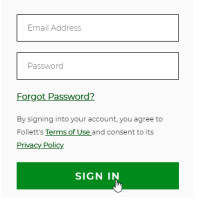 Email Address
Password
Forgot Password?
By signing into your account, you agree to
Follett's Terms of Use and consent to its
Privacy Policy
SIGN IN